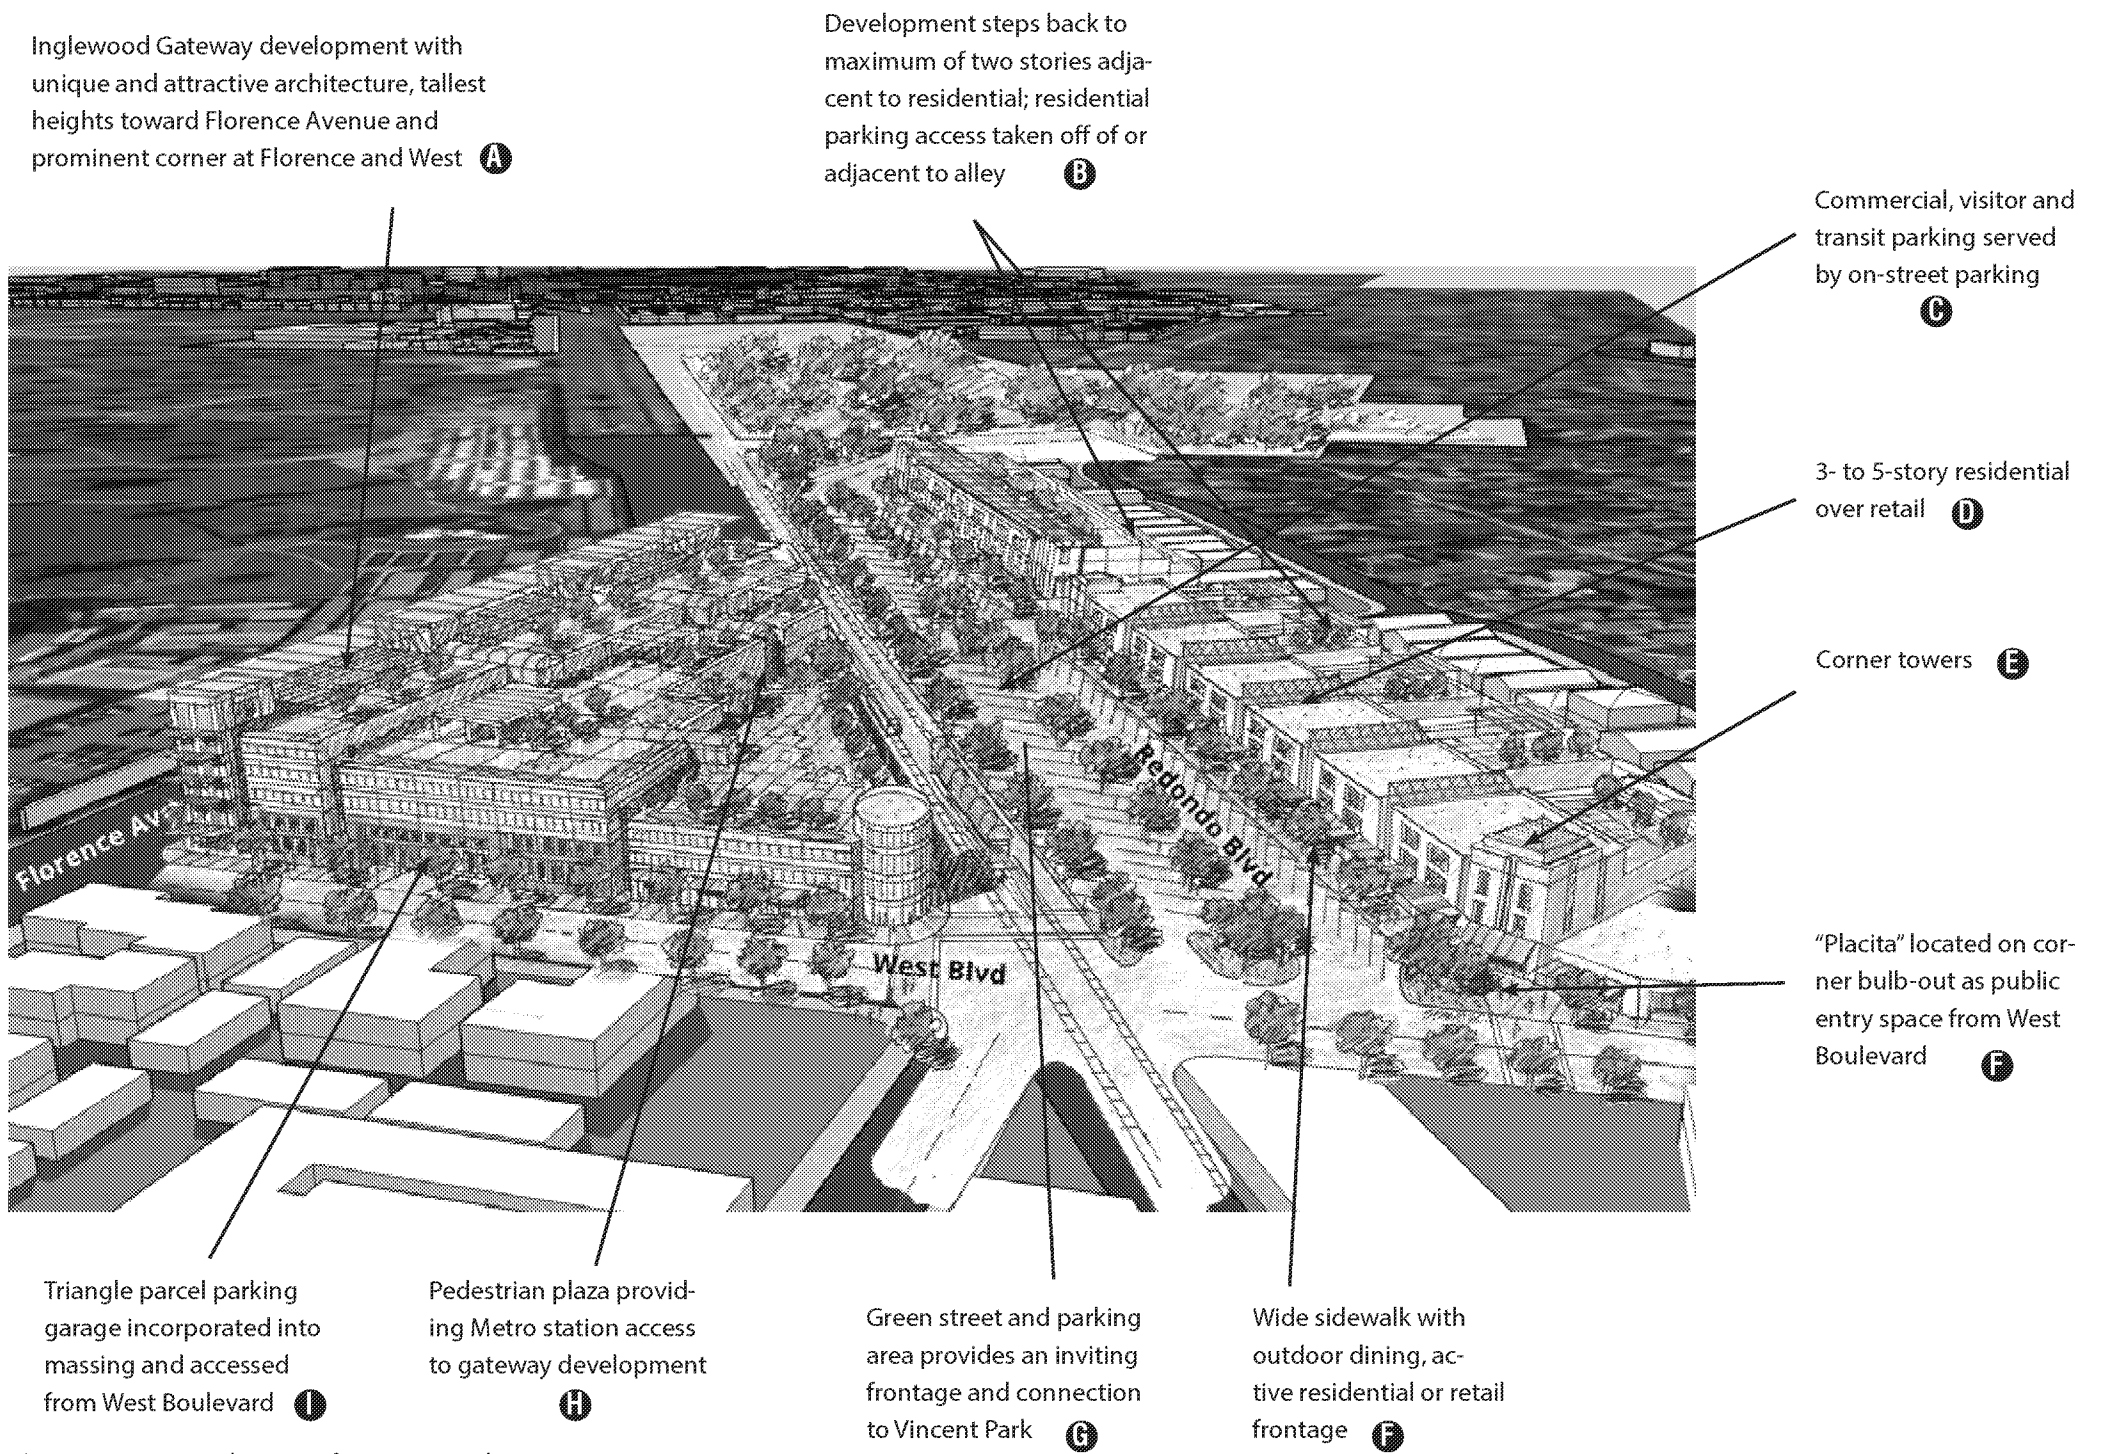 Inglewood Gateway development with
unique and attractive architecture, tallest
heights toward Florence Avenue and
prominent corner at Florence and West A
Development steps back to
maximum of two stories adja-
cent to residential; residential
parking access taken off of or
adjacent to alley B
Commercial, visitor and
transit parking served
by on-street parking
C
3- to 5-story residential
over retail D
Corner towers E
"Placita" located on cor-
ner bulb-out as public
entry space from West
Boulevard F
Florence Av
Redondo Blvd
West Blvd
Triangle parcel parking
garage incorporated into
massing and accessed
from West Boulevard I
Pedestrian plaza provid-
ing Metro station access
to gateway development
H
Green street and parking
area provides an inviting
frontage and connection
to Vincent Park G
Wide sidewalk with
outdoor dining, ac-
tive residential or retail
frontage F